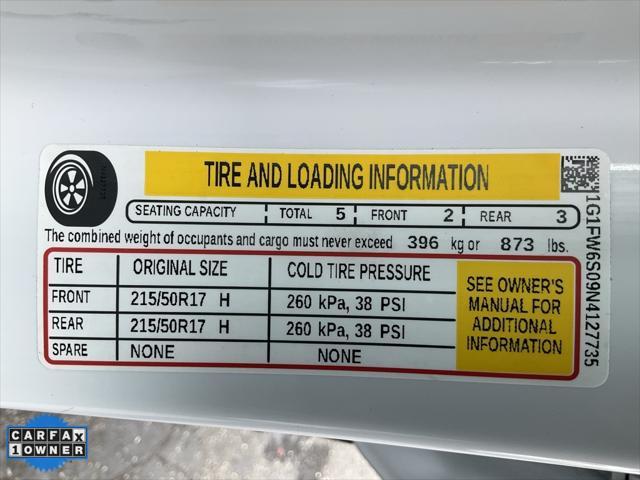 TIRE AND LOADING INFORMATION
SEATING CAPACITY TOTAL 5 FRONT 2 REAR 3
The combined weight of occupants and cargo must never exceed 396 kg or 873 lbs.
TIRE ORIGINAL SIZE COLD TIRE PRESSURE
FRONT 215/50R17 H 260 kPa, 38 PSI
REAR 215/50R17 H 260 kPa, 38 PSI
SPARE NONE NONE
SEE OWNER'S
MANUAL FOR
ADDITIONAL
INFORMATION
1G1FW6S09N4127735
CARFAX
1 OWNER